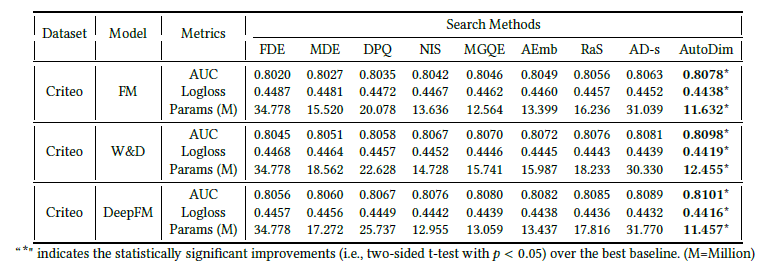 Dataset Model Metrics Search Methods
FDE MDE DPQ NIS MGQE AEmb RaS AD-s AutoDim
AUC 0.8020 0.8027 0.8035 0.8042 0.8046 0.8049 0.8056 0.8063 0.8078*
Criteo FM Logloss 0.4487 0.4481 0.4472 0.4467 0.4462 0.4460 0.4457 0.4452 0.4438*
Params (M) 34.778 15.520 20.078 13.636 12.564 13.399 16.236 31.039 11.632*
AUC 0.8045 0.8051 0.8058 0.8067 0.8070 0.8072 0.8076 0.8081 0.8098*
Criteo W&D Logloss 0.4468 0.4464 0.4457 0.4452 0.4446 0.4445 0.4443 0.4439 0.4419*
Params (M) 34.778 18.562 22.628 14.728 15.741 15.987 18.233 30.330 12.455*
AUC 0.8056 0.8060 0.8067 0.8076 0.8080 0.8082 0.8085 0.8089 0.8101*
Criteo DeepFM Logloss 0.4457 0.4456 0.4449 0.4442 0.4439 0.4438 0.4436 0.4432 0.4416*
Params (M) 34.778 17.272 25.737 12.955 13.059 13.437 17.816 31.770 11.457*
"*" indicates the statistically significant improvements (i.e., two-sided t-test with p < 0.05) over the best baseline. (M=Million)